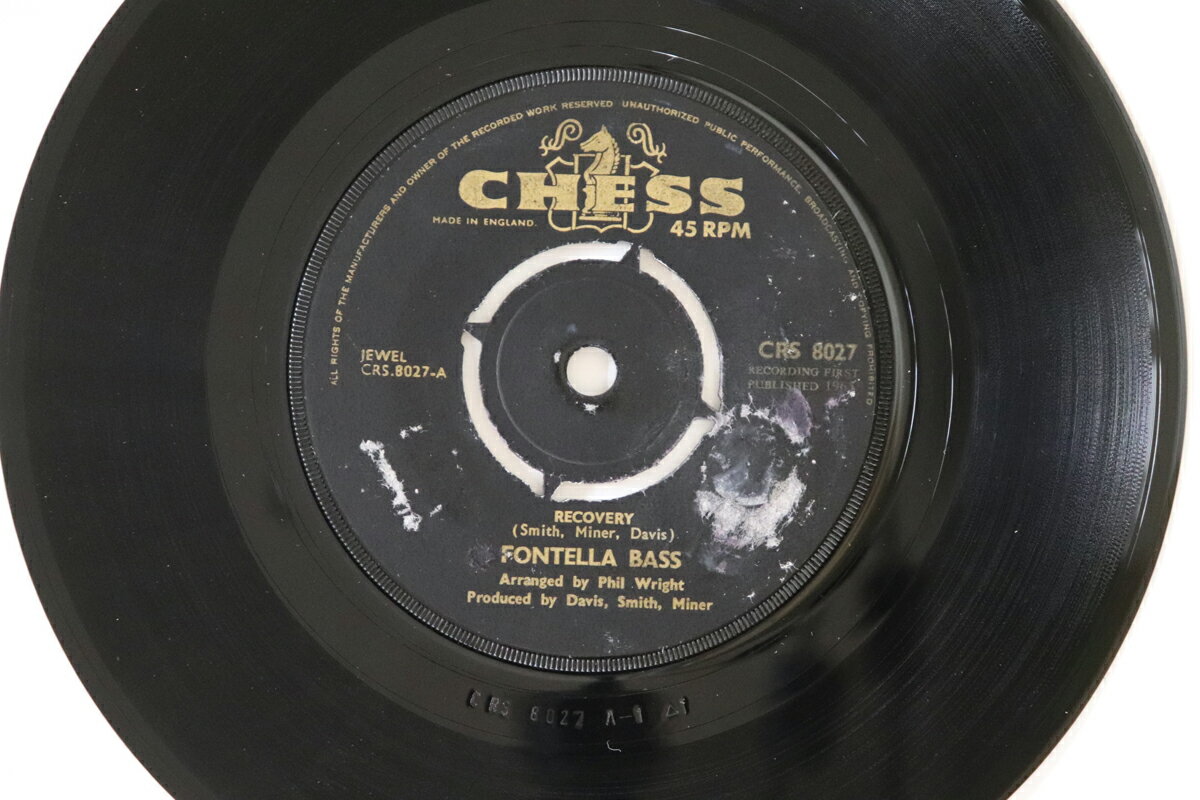 ALL RIGHTS OF THE MANUFACTURERS AND OWNER OF THE RECORDED WORK RESERVED UNAUTHORIZED PUBLIC PERFORMANCE, BROADCASTING AND COPYING PROHIBITED
CHESS
MADE IN ENGLAND.
45 RPM
JEWEL
CRS.8027-A
CRS 8027
RECORDING FIRST
PUBLISHED
RECOVERY
(Smith, Miner, Davis)
FONTELLA BASS
Arranged by Phil Wright
Produced by Davis, Smith, Miner
CRS 8027 A-1